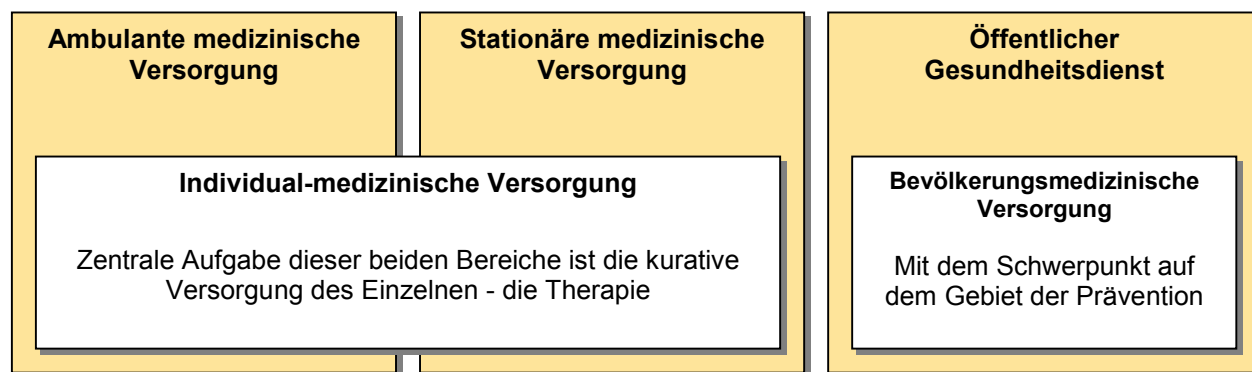 Ambulante medizinische
Versorgung
Stationäre medizinische
Versorgung
Öffentlicher
Gesundheitsdienst
Individual-medizinische Versorgung
Zentrale Aufgabe dieser beiden Bereiche ist die kurative
Versorgung des Einzelnen - die Therapie
Bevölkerungsmedizinische
Versorgung
Mit dem Schwerpunkt auf
dem Gebiet der Prävention